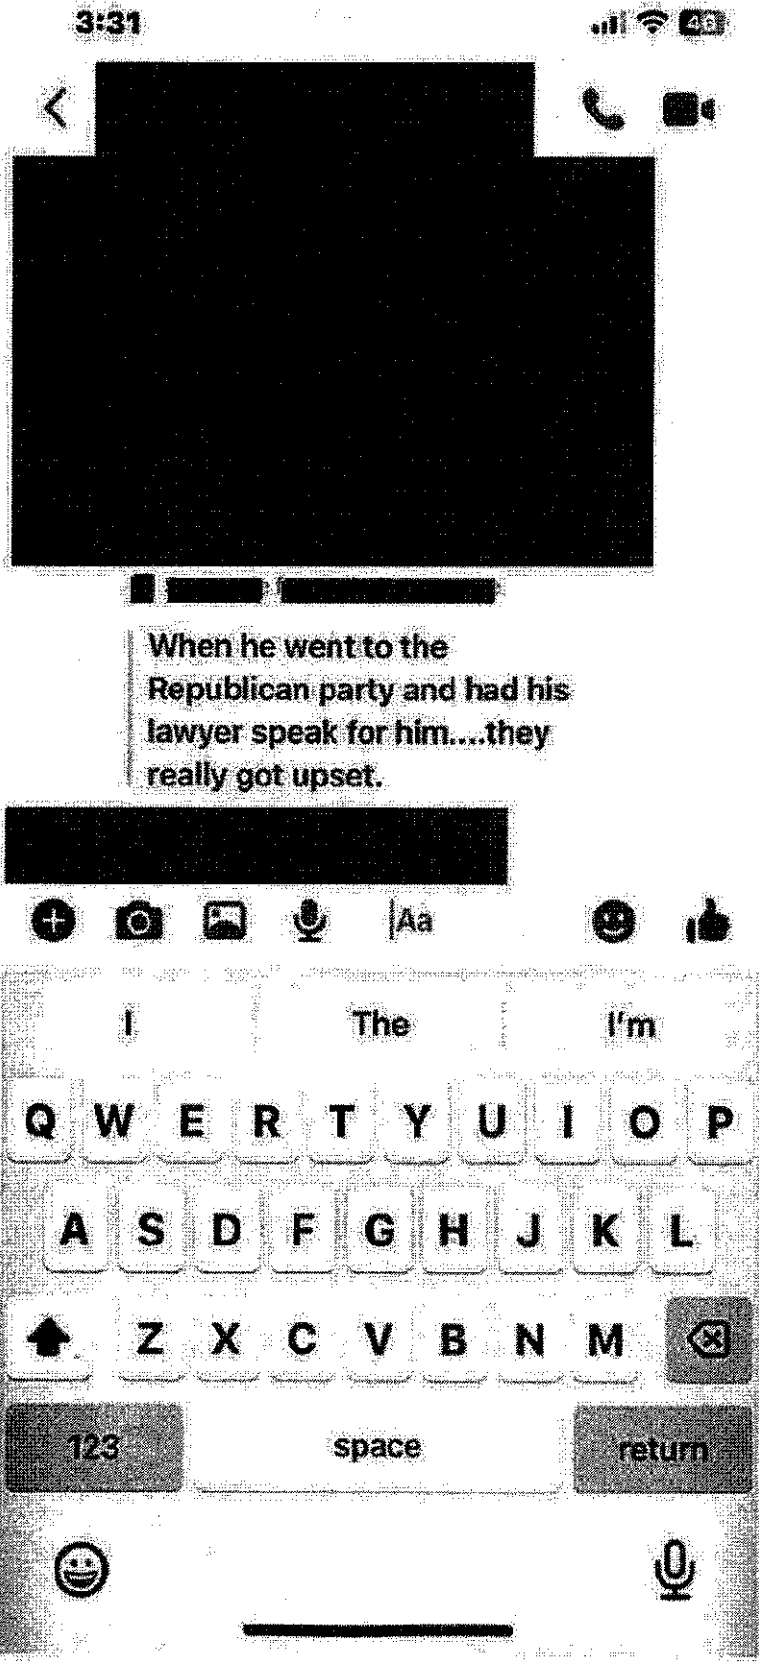 3:31
When he went to the
Republican party and had his
lawyer speak for him....they
really got upset.
Aa
I The I'm
Q W E R T Y U I O P
A S D F G H J K L
Z X C V B N M
123 space return